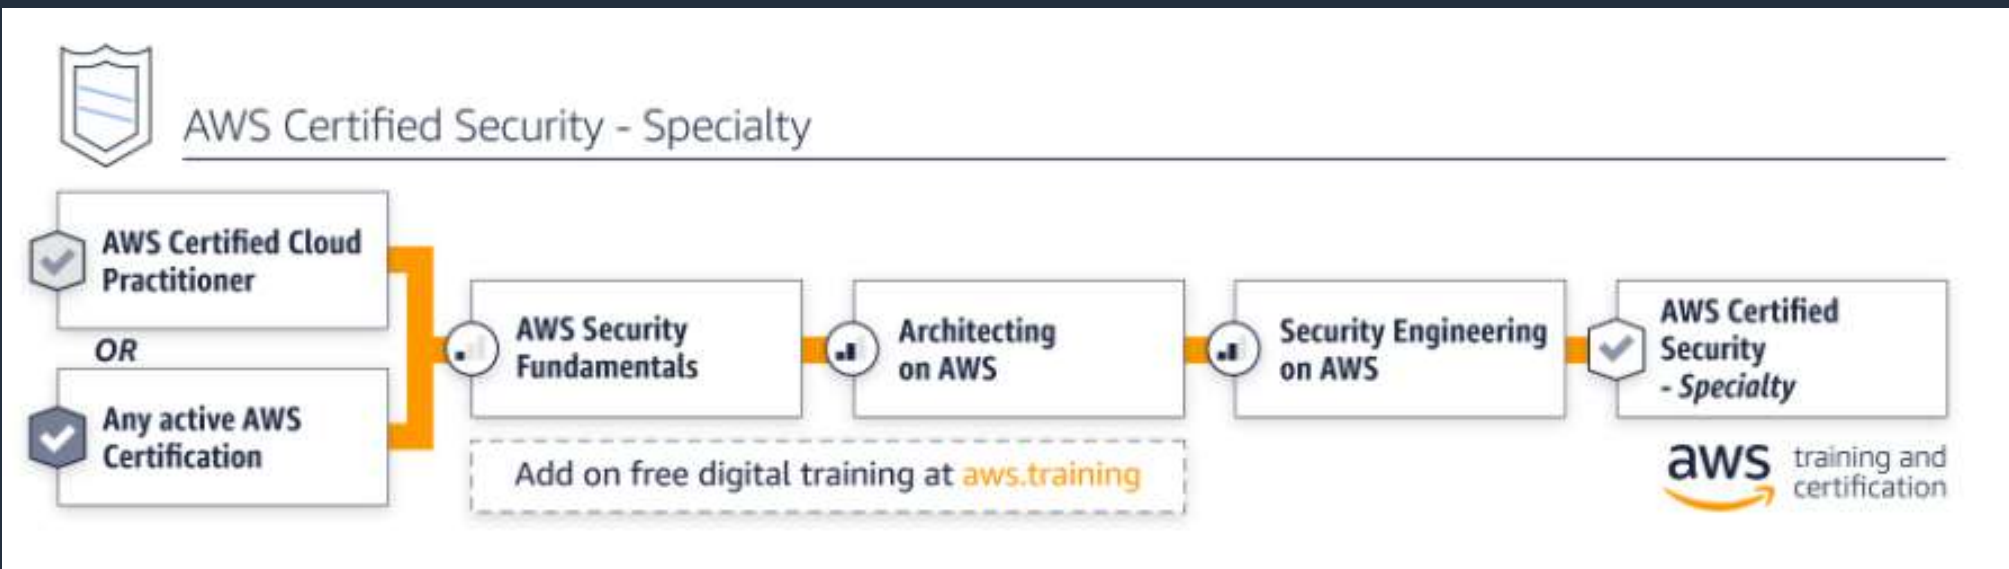 AWS Certified Security - Specialty
AWS Certified Cloud
Practitioner
OR
Any active AWS
Certification
AWS Security
Fundamentals
Architecting
on AWS
Security Engineering
on AWS
AWS Certified
Security
- Specialty
Add on free digital training at aws.training
aws training and
certification